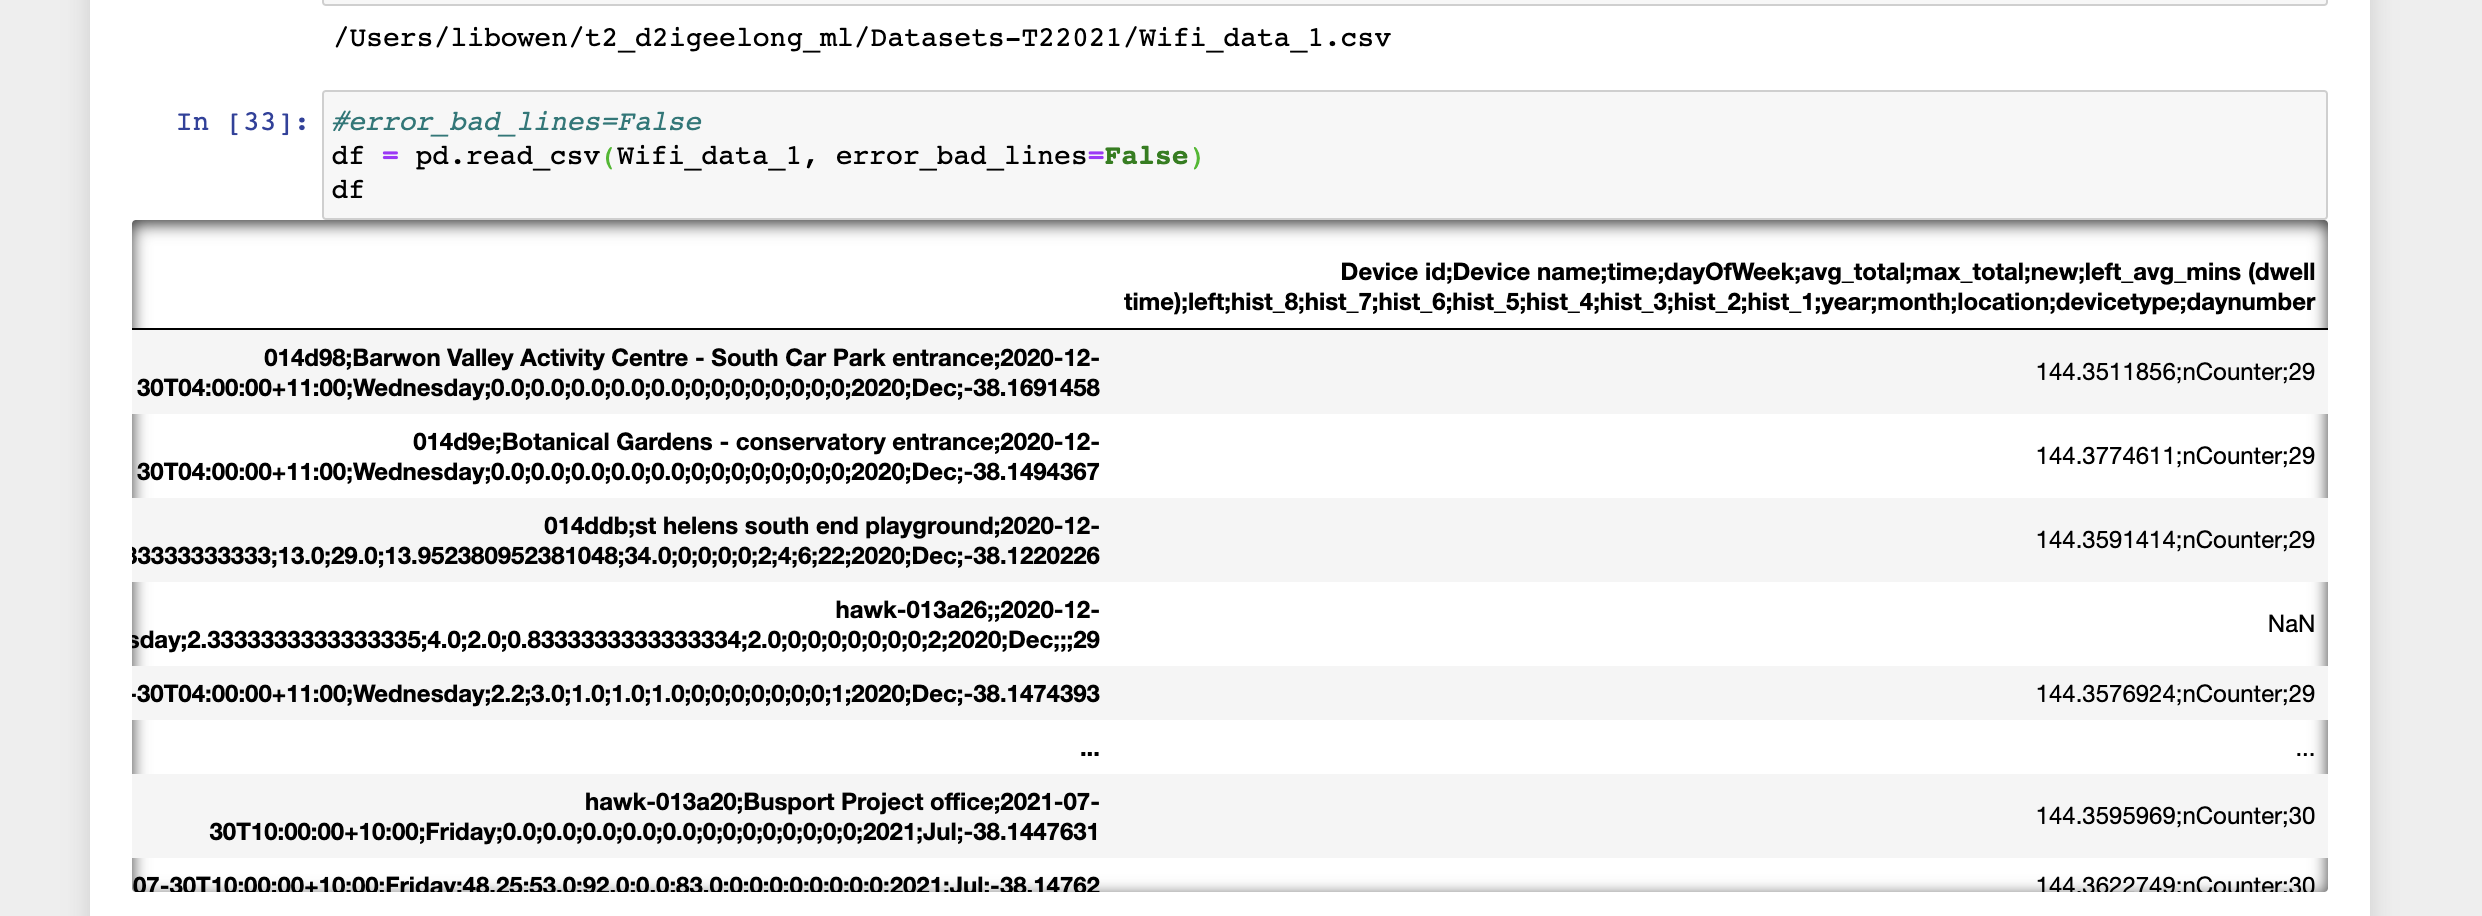 /Users/libowen/t2_d2igeelong_ml/Datasets-T22021/Wifi_data_1.csv
In [33]:
#error_bad_lines=False
df = pd.read_csv(Wifi_data_1, error_bad_lines=False)
df
Device id;Device name;time;dayOfWeek;avg_total;max_total;new;left_avg_mins (dwell
time);left;hist_8;hist_7;hist_6;hist_5;hist_4;hist_3;hist_2;hist_1;year;month;location;devicetype;daynumber
014d98;Barwon Valley Activity Centre - South Car Park entrance;2020-12-
30T04:00:00+11:00;Wednesday;0.0;0.0;0.0;0.0;0.0;0;0;0;0;0;0;0;0;2020;Dec;-38.1691458
144.3511856;nCounter;29
014d9e;Botanical Gardens - conservatory entrance;2020-12-
30T04:00:00+11:00;Wednesday;0.0;0.0;0.0;0.0;0.0;0;0;0;0;0;0;0;0;2020;Dec;-38.1494367
144.3774611;nCounter;29
014ddb;st helens south end playground;2020-12-
33333333333;13.0;29.0;13.952380952381048;34.0;0;0;0;0;2;4;6;22;2020;Dec;-38.1220226
144.3591414;nCounter;29
hawk-013a26;;2020-12-
sday;2.3333333333333335;4.0;2.0;0.8333333333333334;2.0;0;0;0;0;0;0;0;2;2020;Dec;;;29
NaN
-30T04:00:00+11:00;Wednesday;2.2;3.0;1.0;1.0;1.0;0;0;0;0;0;0;0;1;2020;Dec;-38.1474393
144.3576924;nCounter;29
...
...
hawk-013a20;Busport Project office;2021-07-
30T10:00:00+10:00;Friday;0.0;0.0;0.0;0.0;0.0;0;0;0;0;0;0;0;0;2021;Jul;-38.1447631
144.3595969;nCounter;30
07-30T10:00:00+10:00;Friday;48.25;53.0;92.0;0.0;83.0;0;0;0;0;0;0;0;0;2021;Jul;-38.14762
144.3622749;nCounter;30